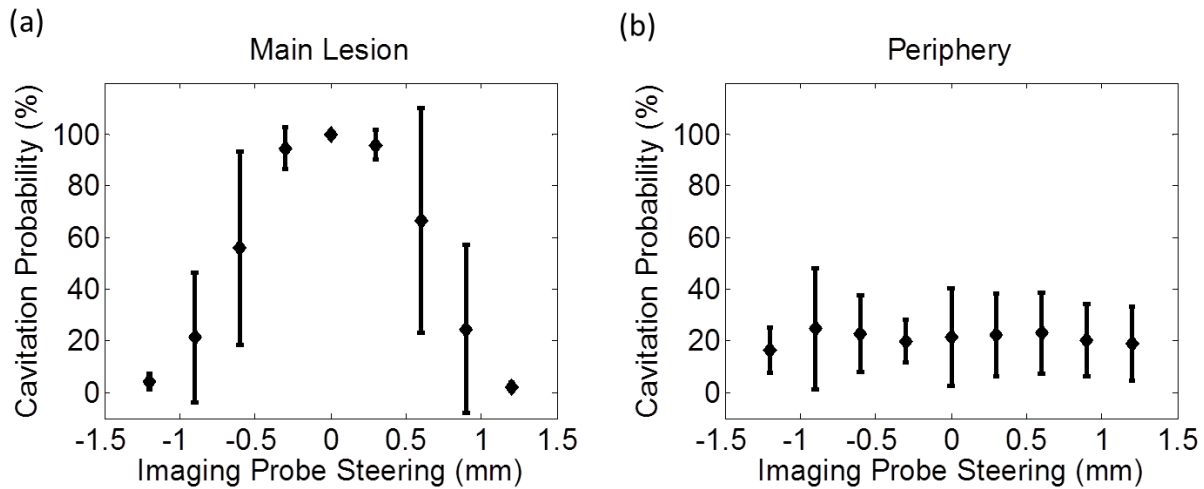 (a)
Main Lesion
Cavitation Probability (%)
100
80
60
40
20
0
-1.5 -1 -0.5 0 0.5 1 1.5
Imaging Probe Steering (mm)
(b)
Periphery
Cavitation Probability (%)
100
80
60
40
20
0
-1.5 -1 -0.5 0 0.5 1 1.5
Imaging Probe Steering (mm)